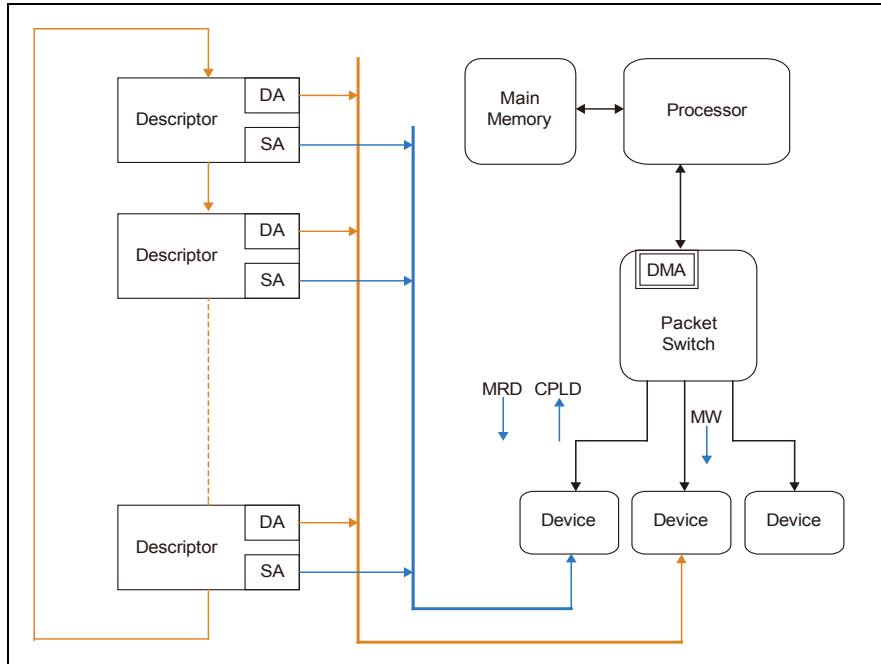 DA
Descriptor
SA
DA
Descriptor
SA
DA
Descriptor
SA
Main
Memory
Processor
DMA
Packet
Switch
MRD
CPLD
MW
Device
Device
Device